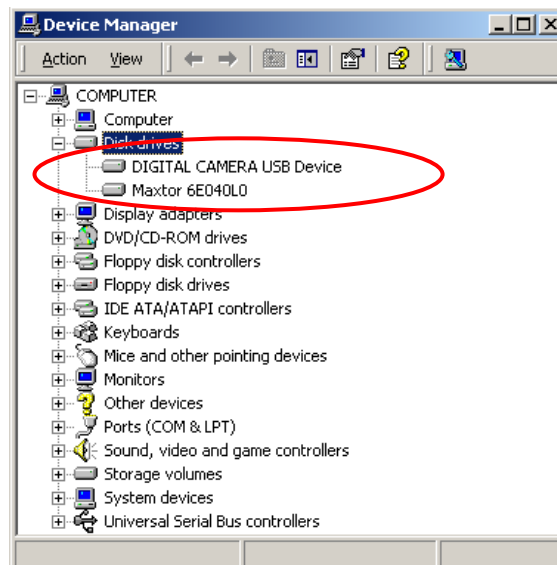 Device Manager
Action View
COMPUTER
Computer
Disk drives
DIGITAL CAMERA USB Device
Maxtor 6E040L0
Display adapters
DVD/CD-ROM drives
Floppy disk controllers
Floppy disk drives
IDE ATA/ATAPI controllers
Keyboards
Mice and other pointing devices
Monitors
Other devices
Ports (COM & LPT)
Sound, video and game controllers
Storage volumes
System devices
Universal Serial Bus controllers